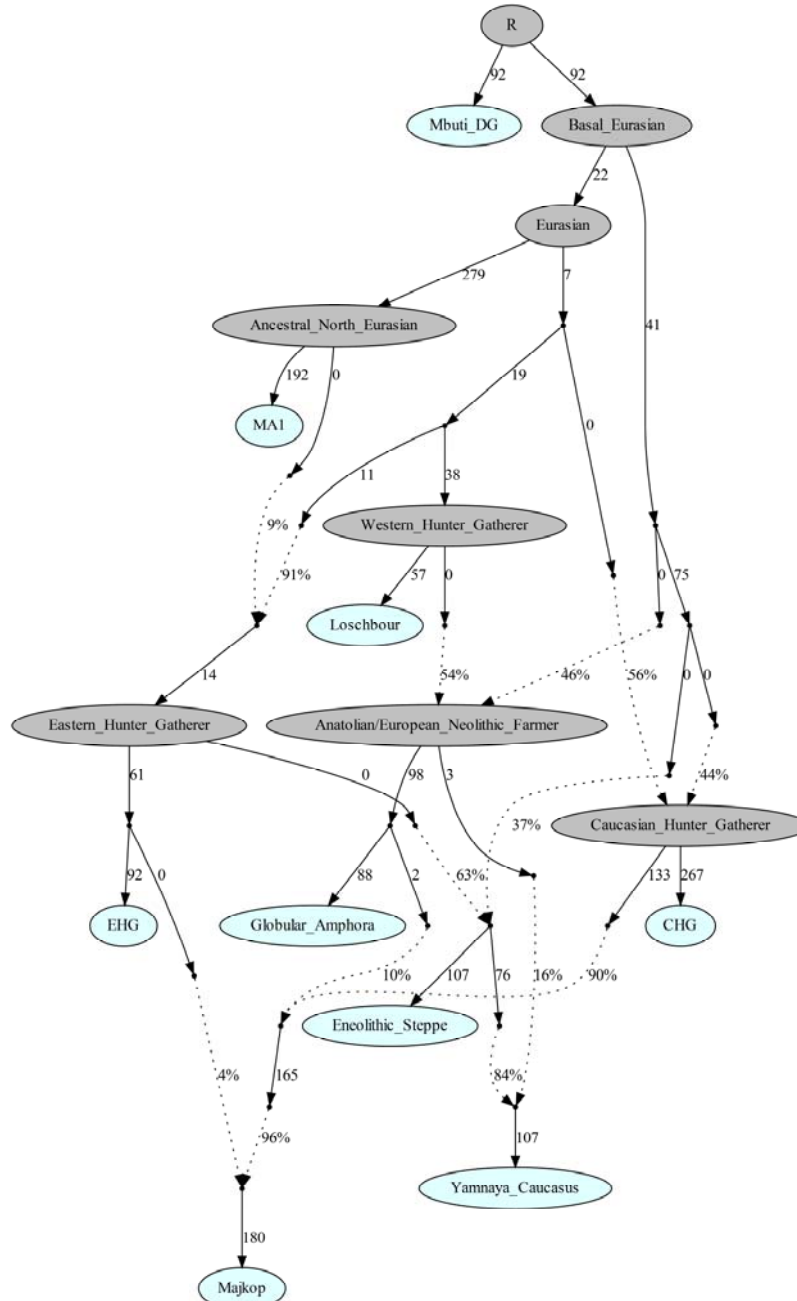 R
92 92
Mbuti_DG Basal_Eurasian
22
Eurasian
279 7
Ancestral_North_Eurasian 41
192 0 19
MA1 0
11 38
9% Western_Hunter_Gatherer
91% 57 0 0 75
Loschbour
14 54% 46% 56% 0 0
Eastern_Hunter_Gatherer Anatolian/European_Neolithic_Farmer
61 0 98 3 44%
37% Caucasian_Hunter_Gatherer
92 0 88 2 63% 133 267
EHG Globular_Amphora CHG
10% 107 76 16% 90%
Eneolithic_Steppe
4% 165 84%
96% 107
Yamnaya_Caucasus
180
Majkop